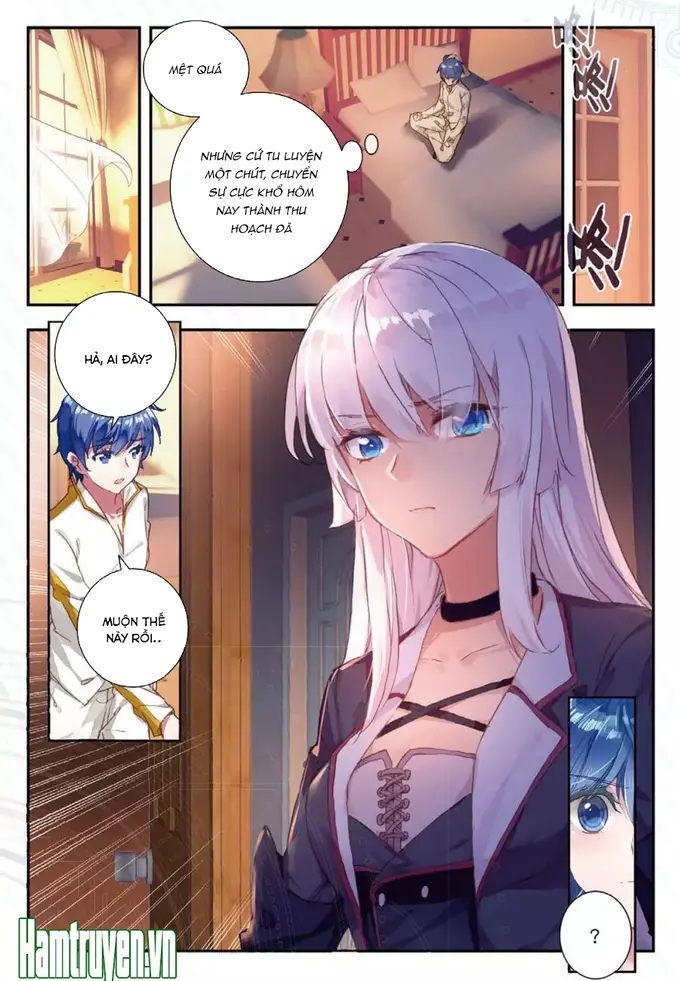 MỆT QUÁ
NHƯNG CỨ TU LUYỆN
MỘT CHÚT, CHUYỂN
SỰ CỰC KHỔ HÔM
NAY THÀNH THU
HOẠCH ĐÃ
HẢ, AI ĐÂY?
MUỘN THẾ
NÀY RỒI..
?
Hamtruyen.vn